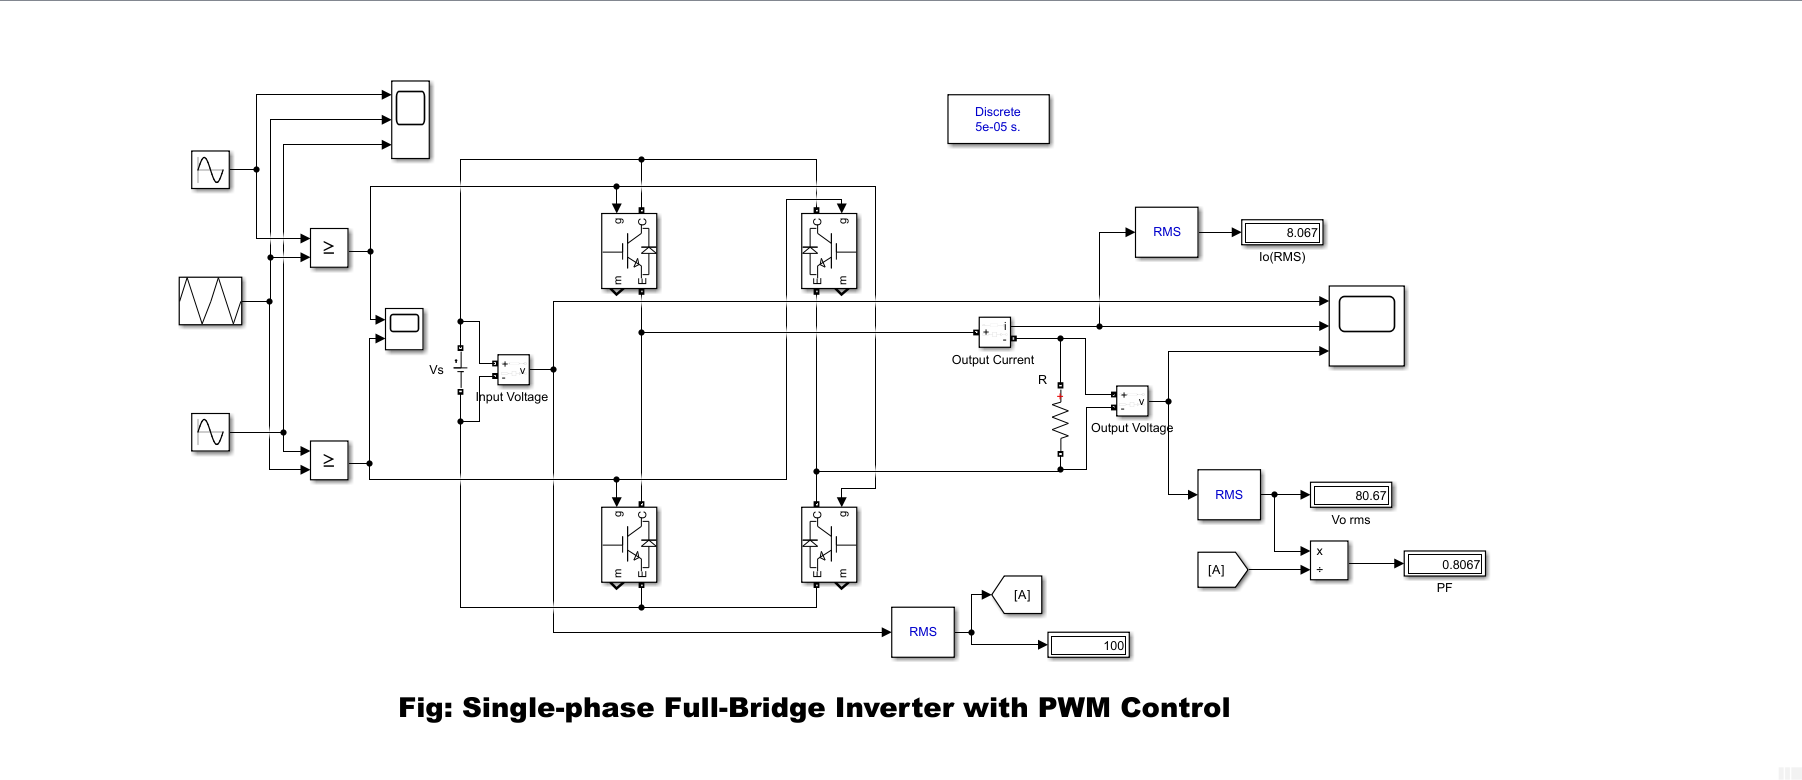 Discrete
5e-05 s.
RMS
8.067
Io(RMS)
≥
g
C
m
E
C
g
E
m
+
-
i
Output Current
Vs
+
-
v
Input Voltage
R
+
+
-
v
Output Voltage
≥
g
C
m
E
C
g
E
m
RMS
80.67
Vo rms
[A]
x
÷
0.8067
PF
[A]
RMS
100
Fig: Single-phase Full-Bridge Inverter with PWM Control